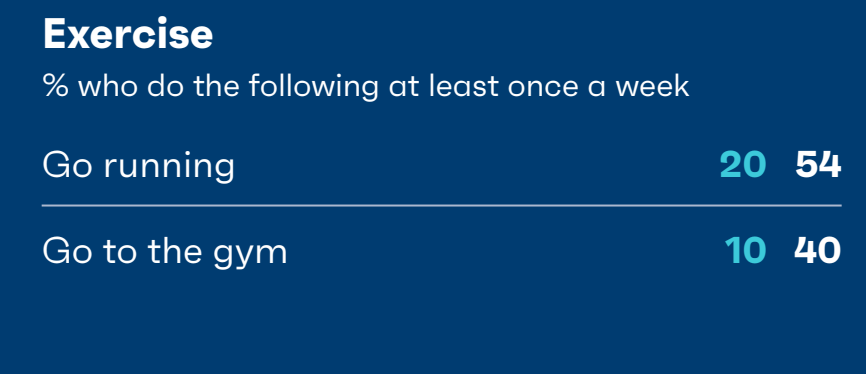 Exercise
% who do the following at least once a week
Go running 20 54
Go to the gym 10 40